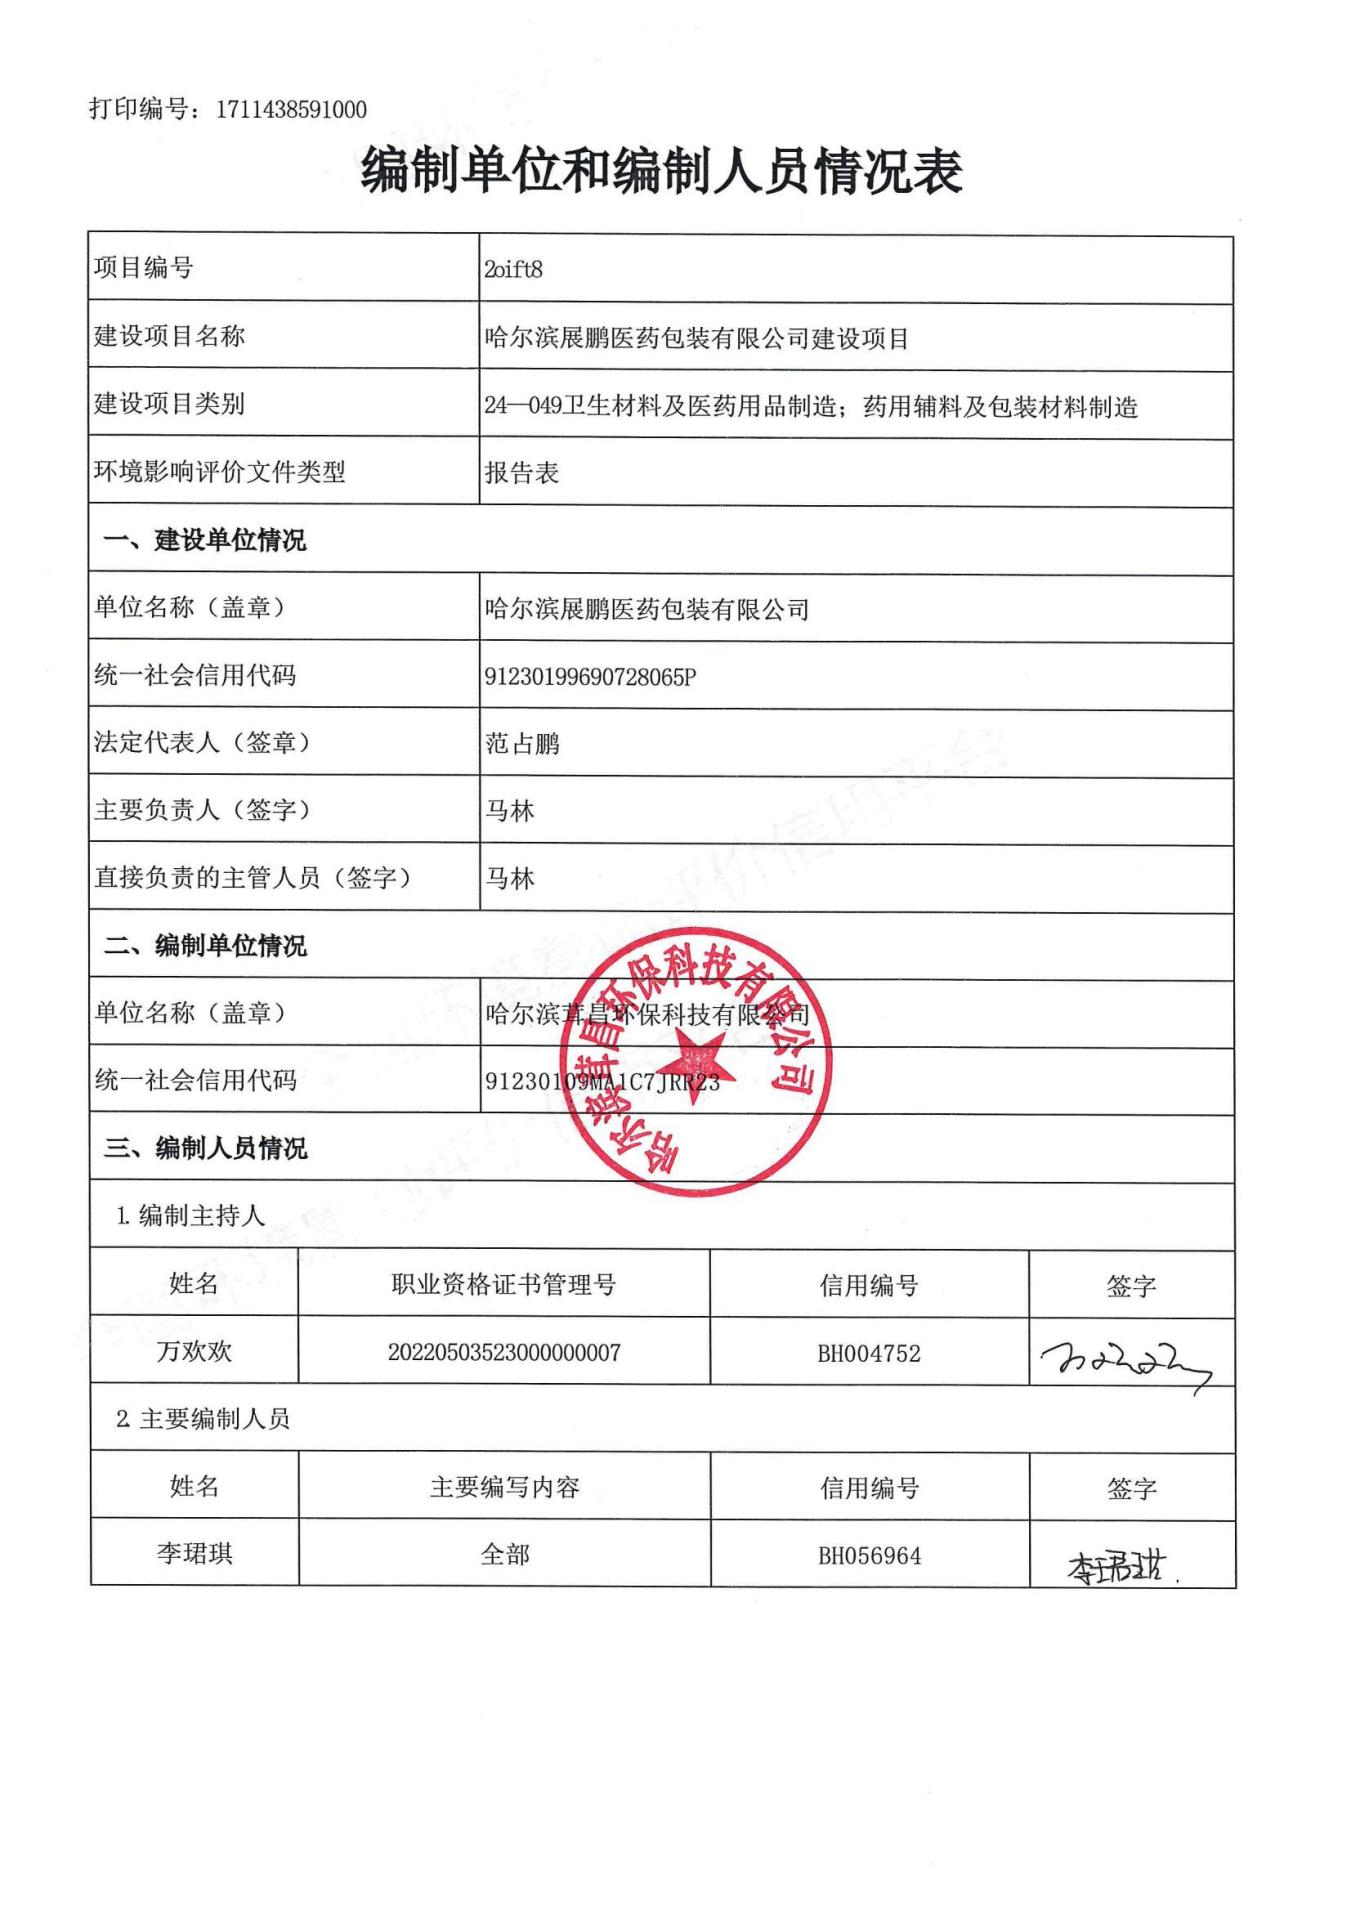 打印编号：1711438591000
编制单位和编制人员情况表
项目编号 2oift8
建设项目名称 哈尔滨展鹏医药包装有限公司建设项目
建设项目类别 24—049卫生材料及医药用品制造；药用辅料及包装材料制造
环境影响评价文件类型 报告表
一、建设单位情况
单位名称（盖章） 哈尔滨展鹏医药包装有限公司
统一社会信用代码 91230199690728065P
法定代表人（签章） 范占鹏
主要负责人（签字） 马林
直接负责的主管人员（签字） 马林
二、编制单位情况
单位名称（盖章） 哈尔滨茸昌环保科技有限公司
统一社会信用代码 91230109MA1C7JRR23
哈尔滨茸昌环保科技有限公司
三、编制人员情况
1.编制主持人
姓名 职业资格证书管理号 信用编号 签字
万欢欢 20220503523000000007 BH004752 万欢欢
2.主要编制人员
姓名 主要编写内容 信用编号 签字
李珺琪 全部 BH056964 李珺琪